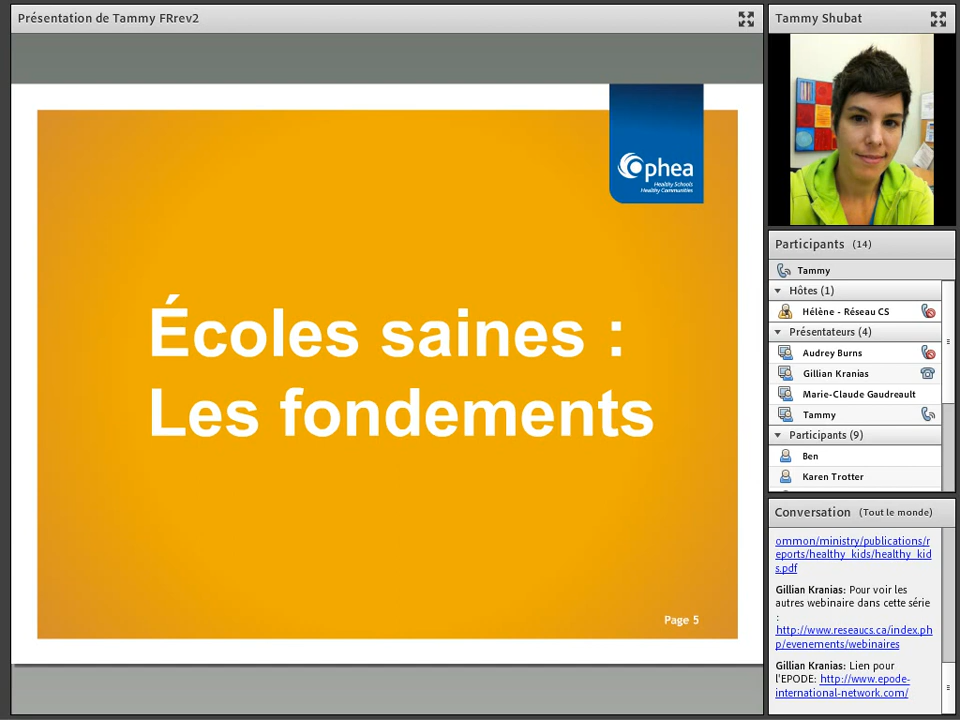 Présentation de Tammy FRrev2
Ophea
Healthy Schools
Healthy Communities
Écoles saines :
Les fondements
Page 5
Tammy Shubat
Participants (14)
Tammy
Hôtes (1)
Hélène - Réseau CS
Présentateurs (4)
Audrey Burns
Gillian Kranias
Marie-Claude Gaudreault
Tammy
Participants (9)
Ben
Karen Trotter
Conversation (Tout le monde)
ommon/ministry/publications/r
eports/healthy_kids/healthy_kid
s.pdf
Gillian Kranias: Pour voir les
autres webinaire dans cette série
:
http://www.reseaucs.ca/index.ph
p/evenements/webinaires
Gillian Kranias: Lien pour
l'EPODE: http://www.epode-
international-network.com/